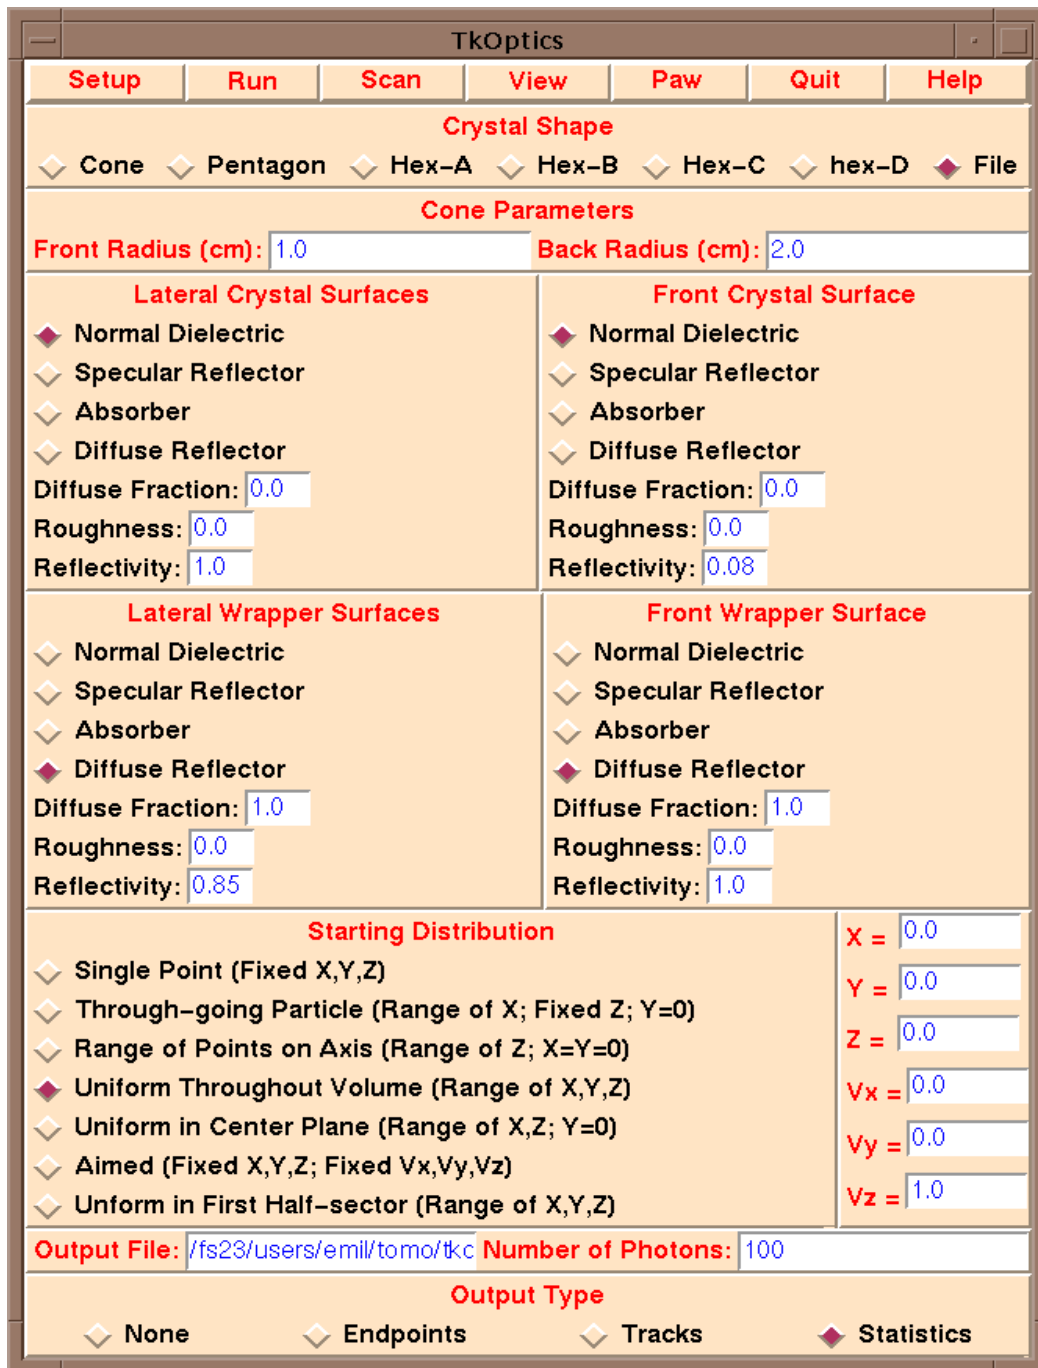 TkOptics
Setup Run Scan View Paw Quit Help
Crystal Shape
Cone Pentagon Hex-A Hex-B Hex-C hex-D File
Cone Parameters
Front Radius (cm): 1.0 Back Radius (cm): 2.0
Lateral Crystal Surfaces
Normal Dielectric
Specular Reflector
Absorber
Diffuse Reflector
Diffuse Fraction: 0.0
Roughness: 0.0
Reflectivity: 1.0
Front Crystal Surface
Normal Dielectric
Specular Reflector
Absorber
Diffuse Reflector
Diffuse Fraction: 0.0
Roughness: 0.0
Reflectivity: 0.08
Lateral Wrapper Surfaces
Normal Dielectric
Specular Reflector
Absorber
Diffuse Reflector
Diffuse Fraction: 1.0
Roughness: 0.0
Reflectivity: 0.85
Front Wrapper Surface
Normal Dielectric
Specular Reflector
Absorber
Diffuse Reflector
Diffuse Fraction: 1.0
Roughness: 0.0
Reflectivity: 1.0
Starting Distribution
Single Point (Fixed X,Y,Z)
Through-going Particle (Range of X; Fixed Z; Y=0)
Range of Points on Axis (Range of Z; X=Y=0)
Uniform Throughout Volume (Range of X,Y,Z)
Uniform in Center Plane (Range of X,Z; Y=0)
Aimed (Fixed X,Y,Z; Fixed Vx,Vy,Vz)
Unform in First Half-sector (Range of X,Y,Z)
X = 0.0
Y = 0.0
Z = 0.0
Vx = 0.0
Vy = 0.0
Vz = 1.0
Output File: /fs23/users/emil/tomo/tkc Number of Photons: 100
Output Type
None Endpoints Tracks Statistics